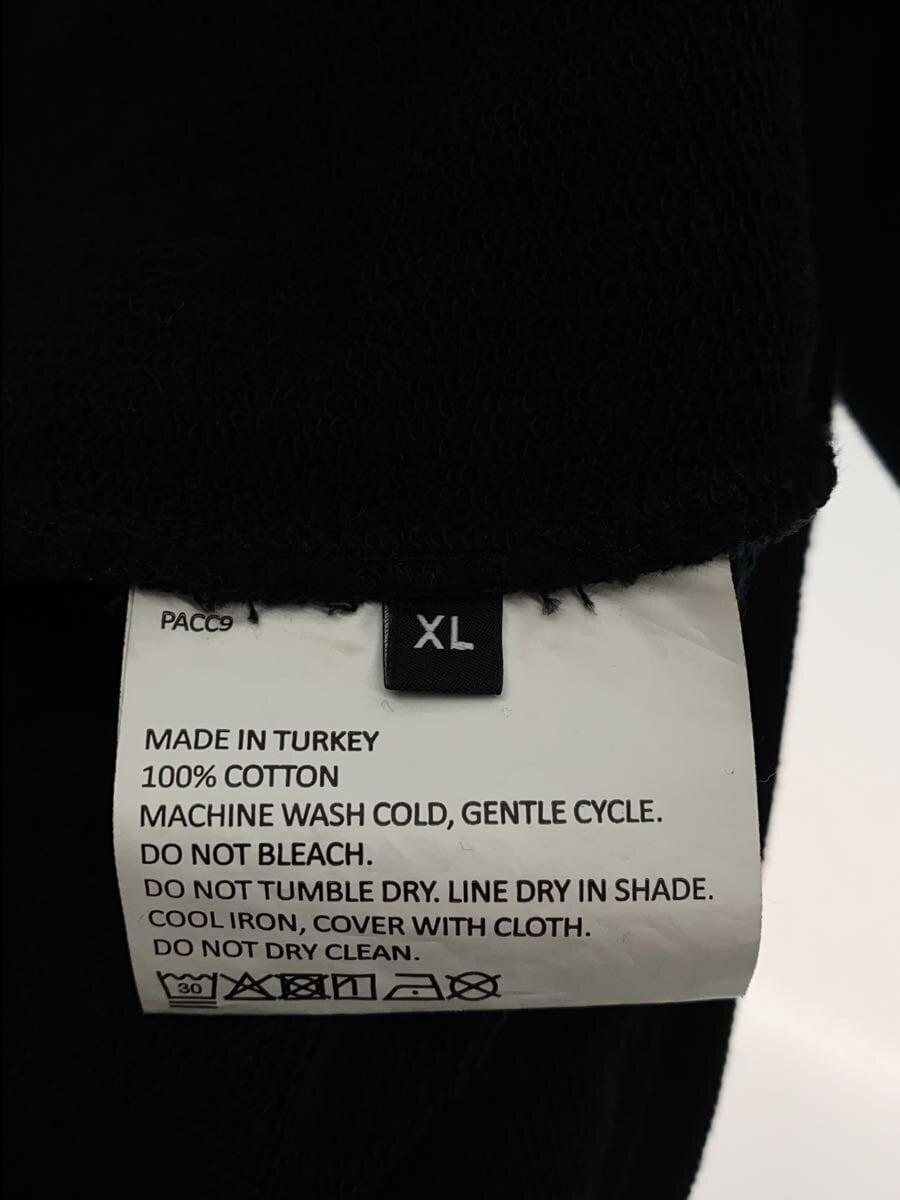 PACC9
XL
MADE IN TURKEY
100% COTTON
MACHINE WASH COLD, GENTLE CYCLE.
DO NOT BLEACH.
DO NOT TUMBLE DRY. LINE DRY IN SHADE.
COOL IRON, COVER WITH CLOTH.
DO NOT DRY CLEAN.
30